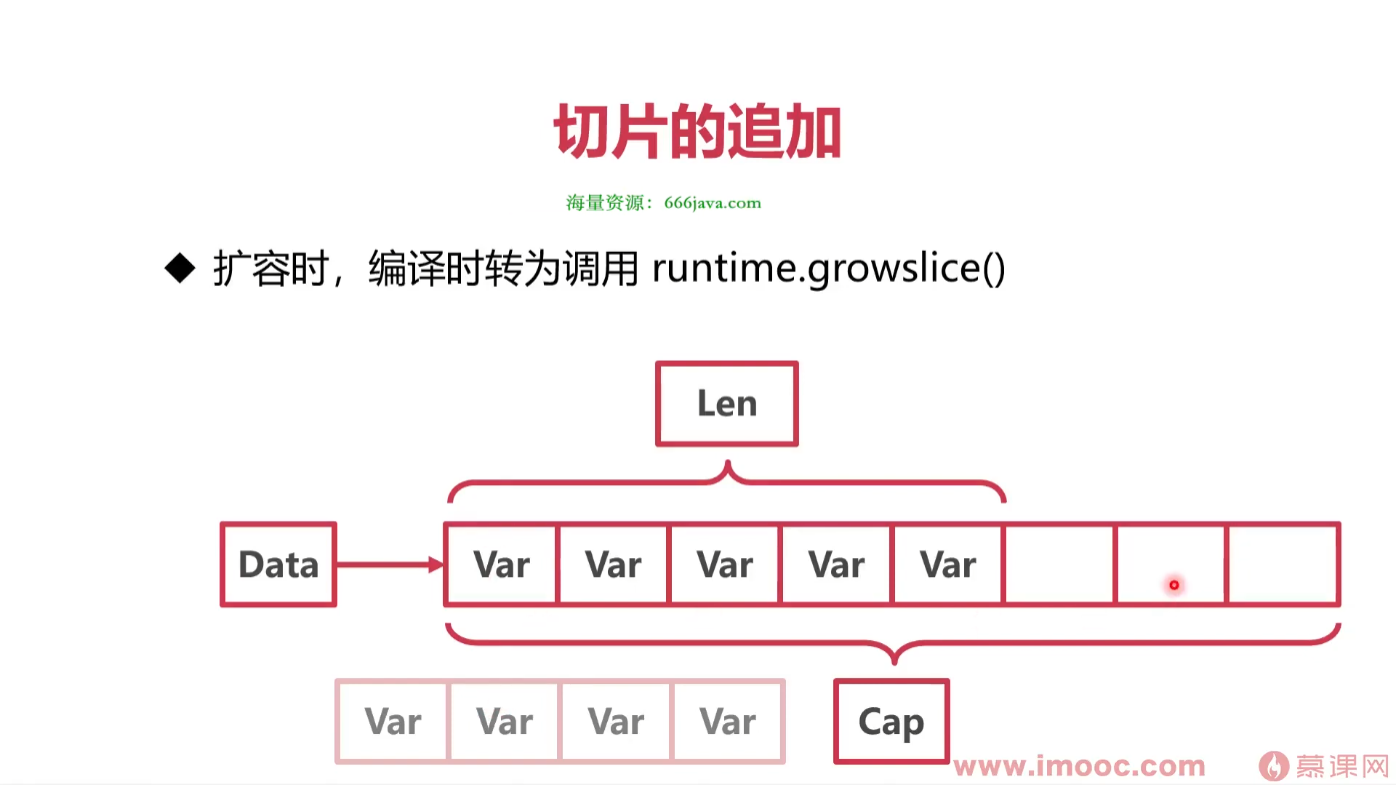 切片的追加
海量资源：666java.com
◆ 扩容时，编译时转为调用 runtime.growslice()
Len
Data Var Var Var Var Var
Var Var Var Var Cap
www.imooc.com 慕课网